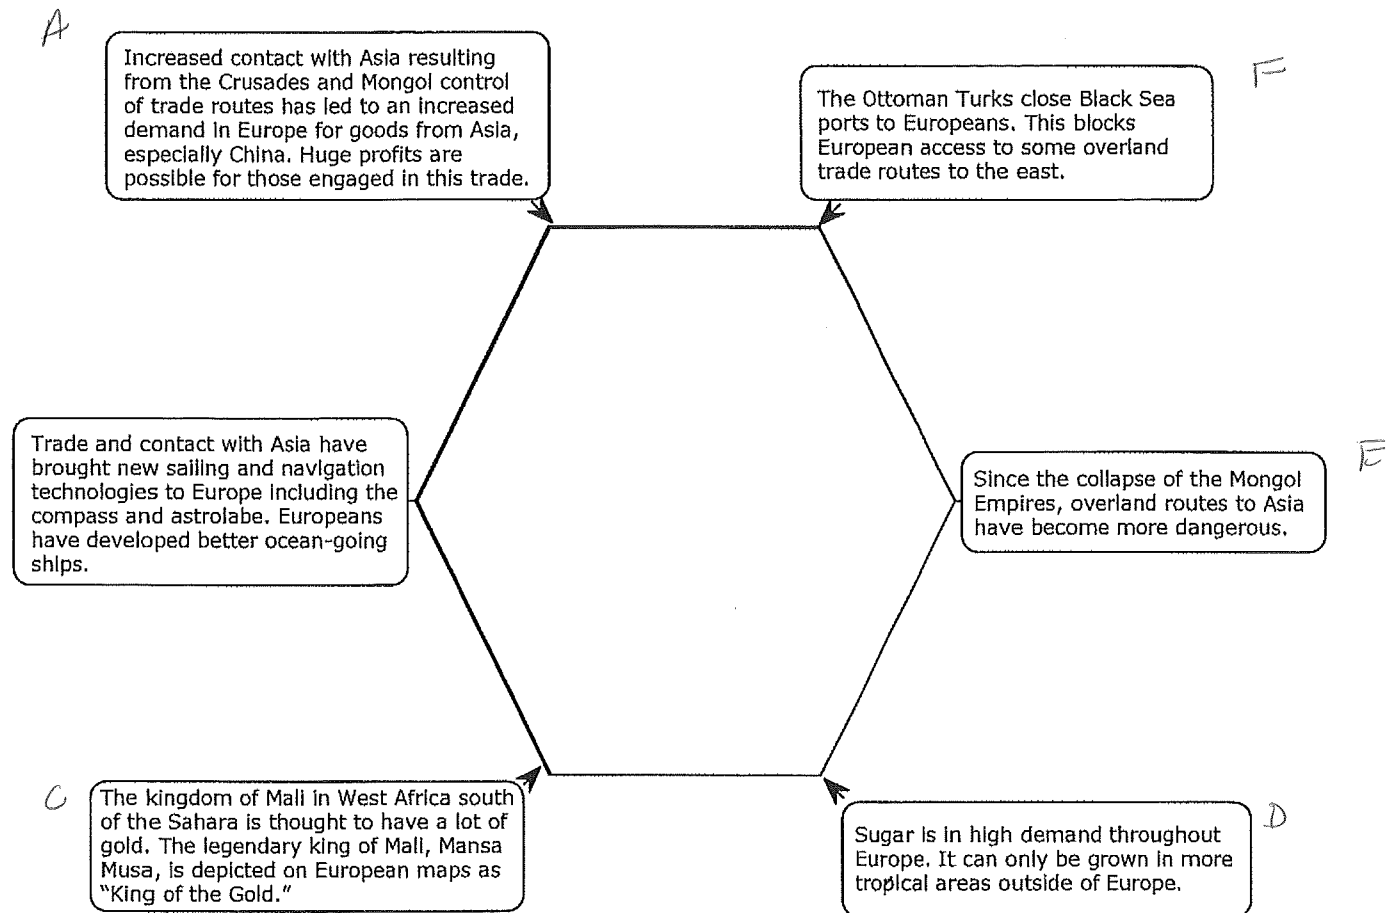 A
Increased contact with Asia resulting
from the Crusades and Mongol control
of trade routes has led to an increased
demand in Europe for goods from Asia,
especially China. Huge profits are
possible for those engaged in this trade.
F
The Ottoman Turks close Black Sea
ports to Europeans. This blocks
European access to some overland
trade routes to the east.
Trade and contact with Asia have
brought new sailing and navigation
technologies to Europe including the
compass and astrolabe. Europeans
have developed better ocean-going
ships.
E
Since the collapse of the Mongol
Empires, overland routes to Asia
have become more dangerous.
C
The kingdom of Mali in West Africa south
of the Sahara is thought to have a lot of
gold. The legendary king of Mali, Mansa
Musa, is depicted on European maps as
“King of the Gold.”
D
Sugar is in high demand throughout
Europe. It can only be grown in more
tropical areas outside of Europe.